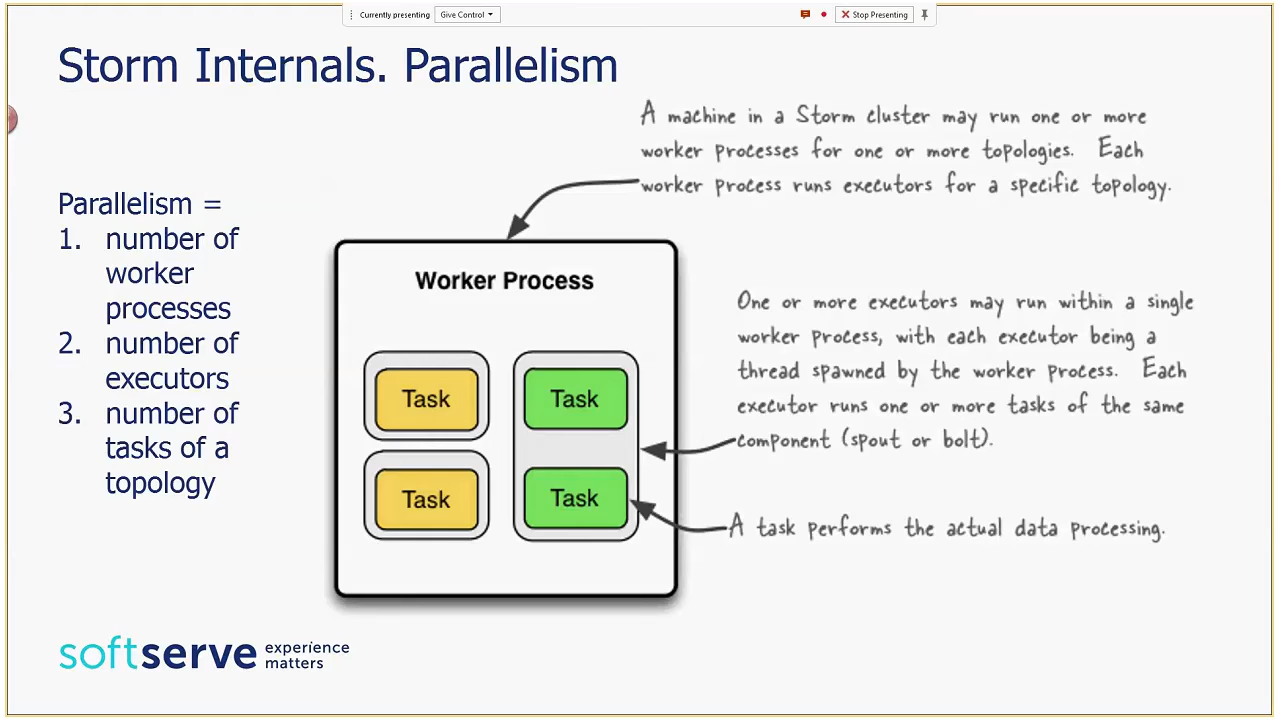 Currently presenting
Give Control
Stop Presenting
Storm Internals. Parallelism
A machine in a Storm cluster may run one or more
worker processes for one or more topologies. Each
worker process runs executors for a specific topology.
Parallelism =
1. number of
worker
processes
2. number of
executors
3. number of
tasks of a
topology
Worker Process
Task
Task
Task
Task
One or more executors may run within a single
worker process, with each executor being a
thread spawned by the worker process. Each
executor runs one or more tasks of the same
component (spout or bolt).
A task performs the actual data processing.
softserve
experience
matters